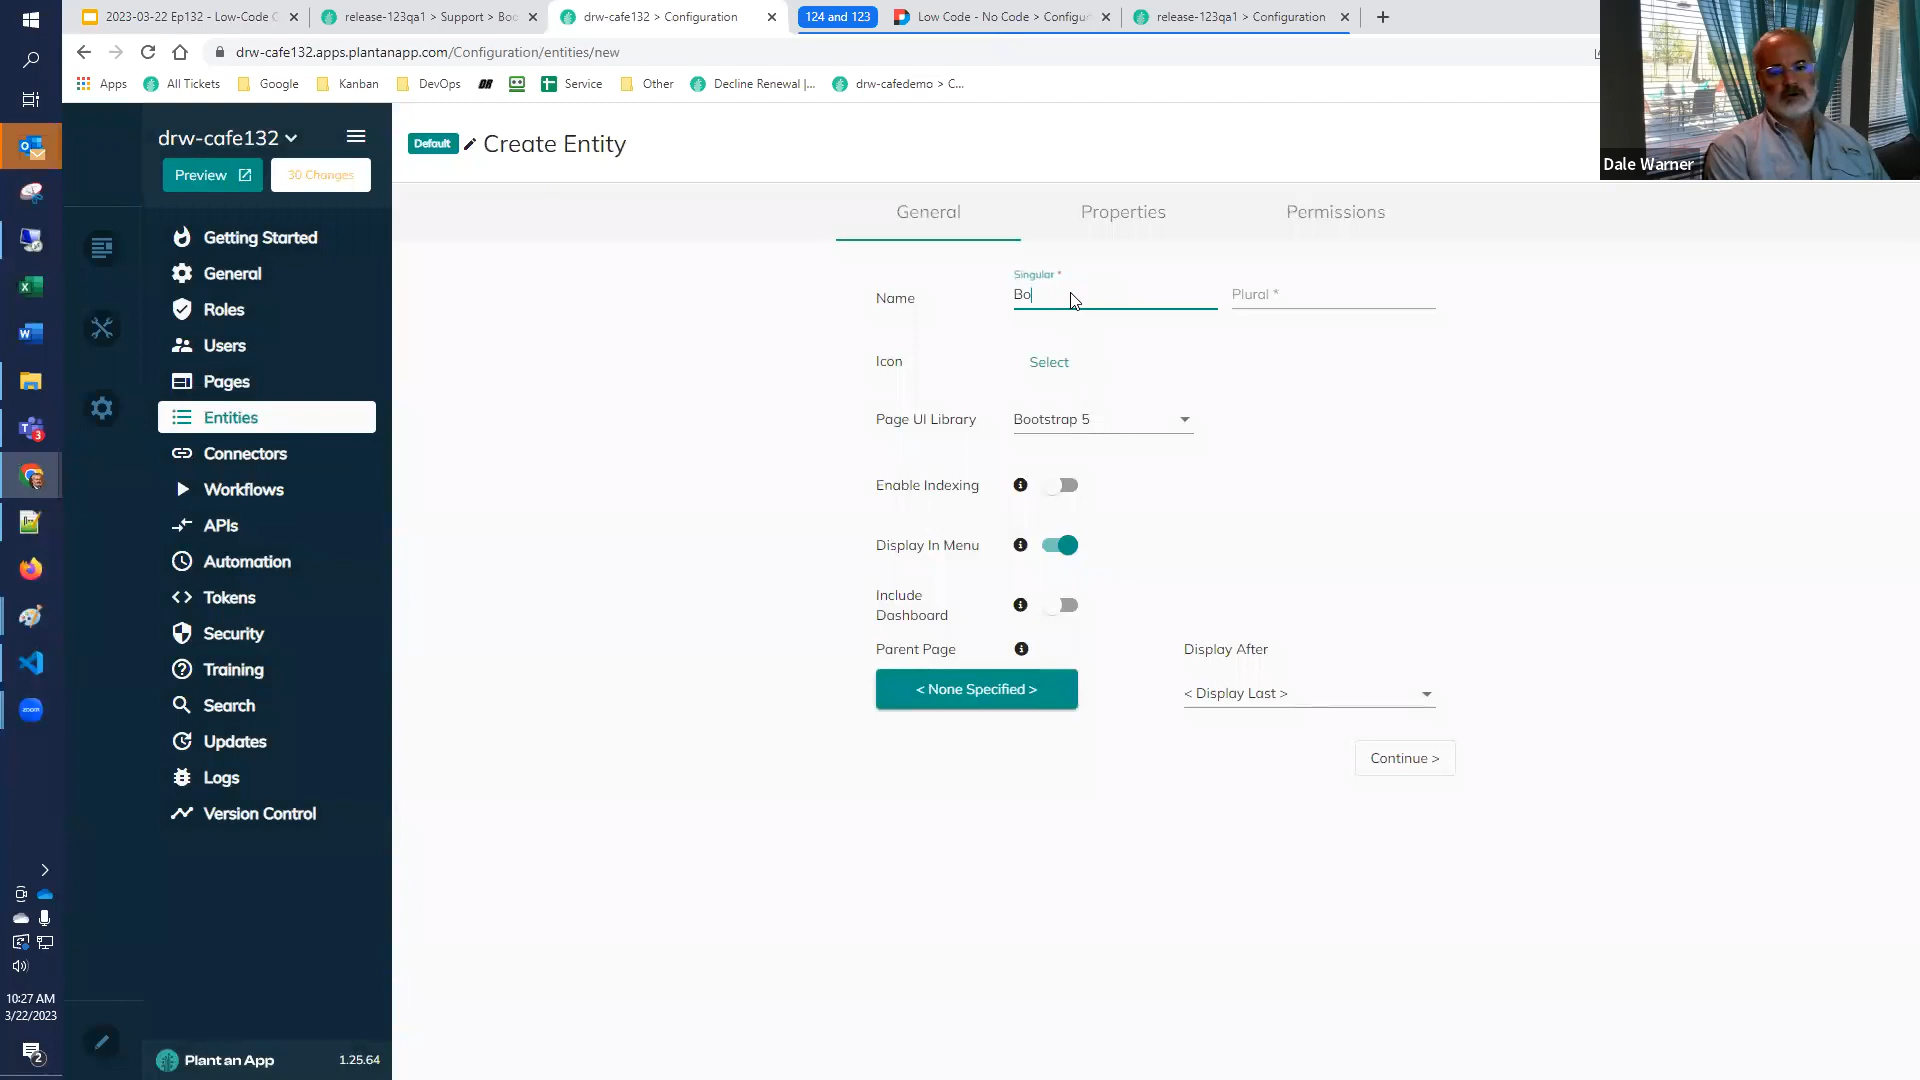 2023-03-22 Ep132 - Low-Code C
release-123qa1 > Support > Boo
drw-cafe132 > Configuration
124 and 123
Low Code - No Code > Configur
release-123qa1 > Configuration
drw-cafe132.apps.plantanapp.com/Configuration/entities/new
Apps
All Tickets
Google
Kanban
DevOps
Service
Other
Decline Renewal |...
drw-cafedemo > C...
Dale Warner
drw-cafe132
Preview
30 Changes
Getting Started
General
Roles
Users
Pages
Entities
Connectors
Workflows
APIs
Automation
Tokens
Security
Training
Search
Updates
Logs
Version Control
Plant an App
1.25.64
Default
Create Entity
General
Properties
Permissions
Name
Singular *
Bo
Plural *
Icon
Select
Page UI Library
Bootstrap 5
Enable Indexing
Display In Menu
Include
Dashboard
Parent Page
< None Specified >
Display After
< Display Last >
Continue >
3
zoom
10:27 AM
3/22/2023
2